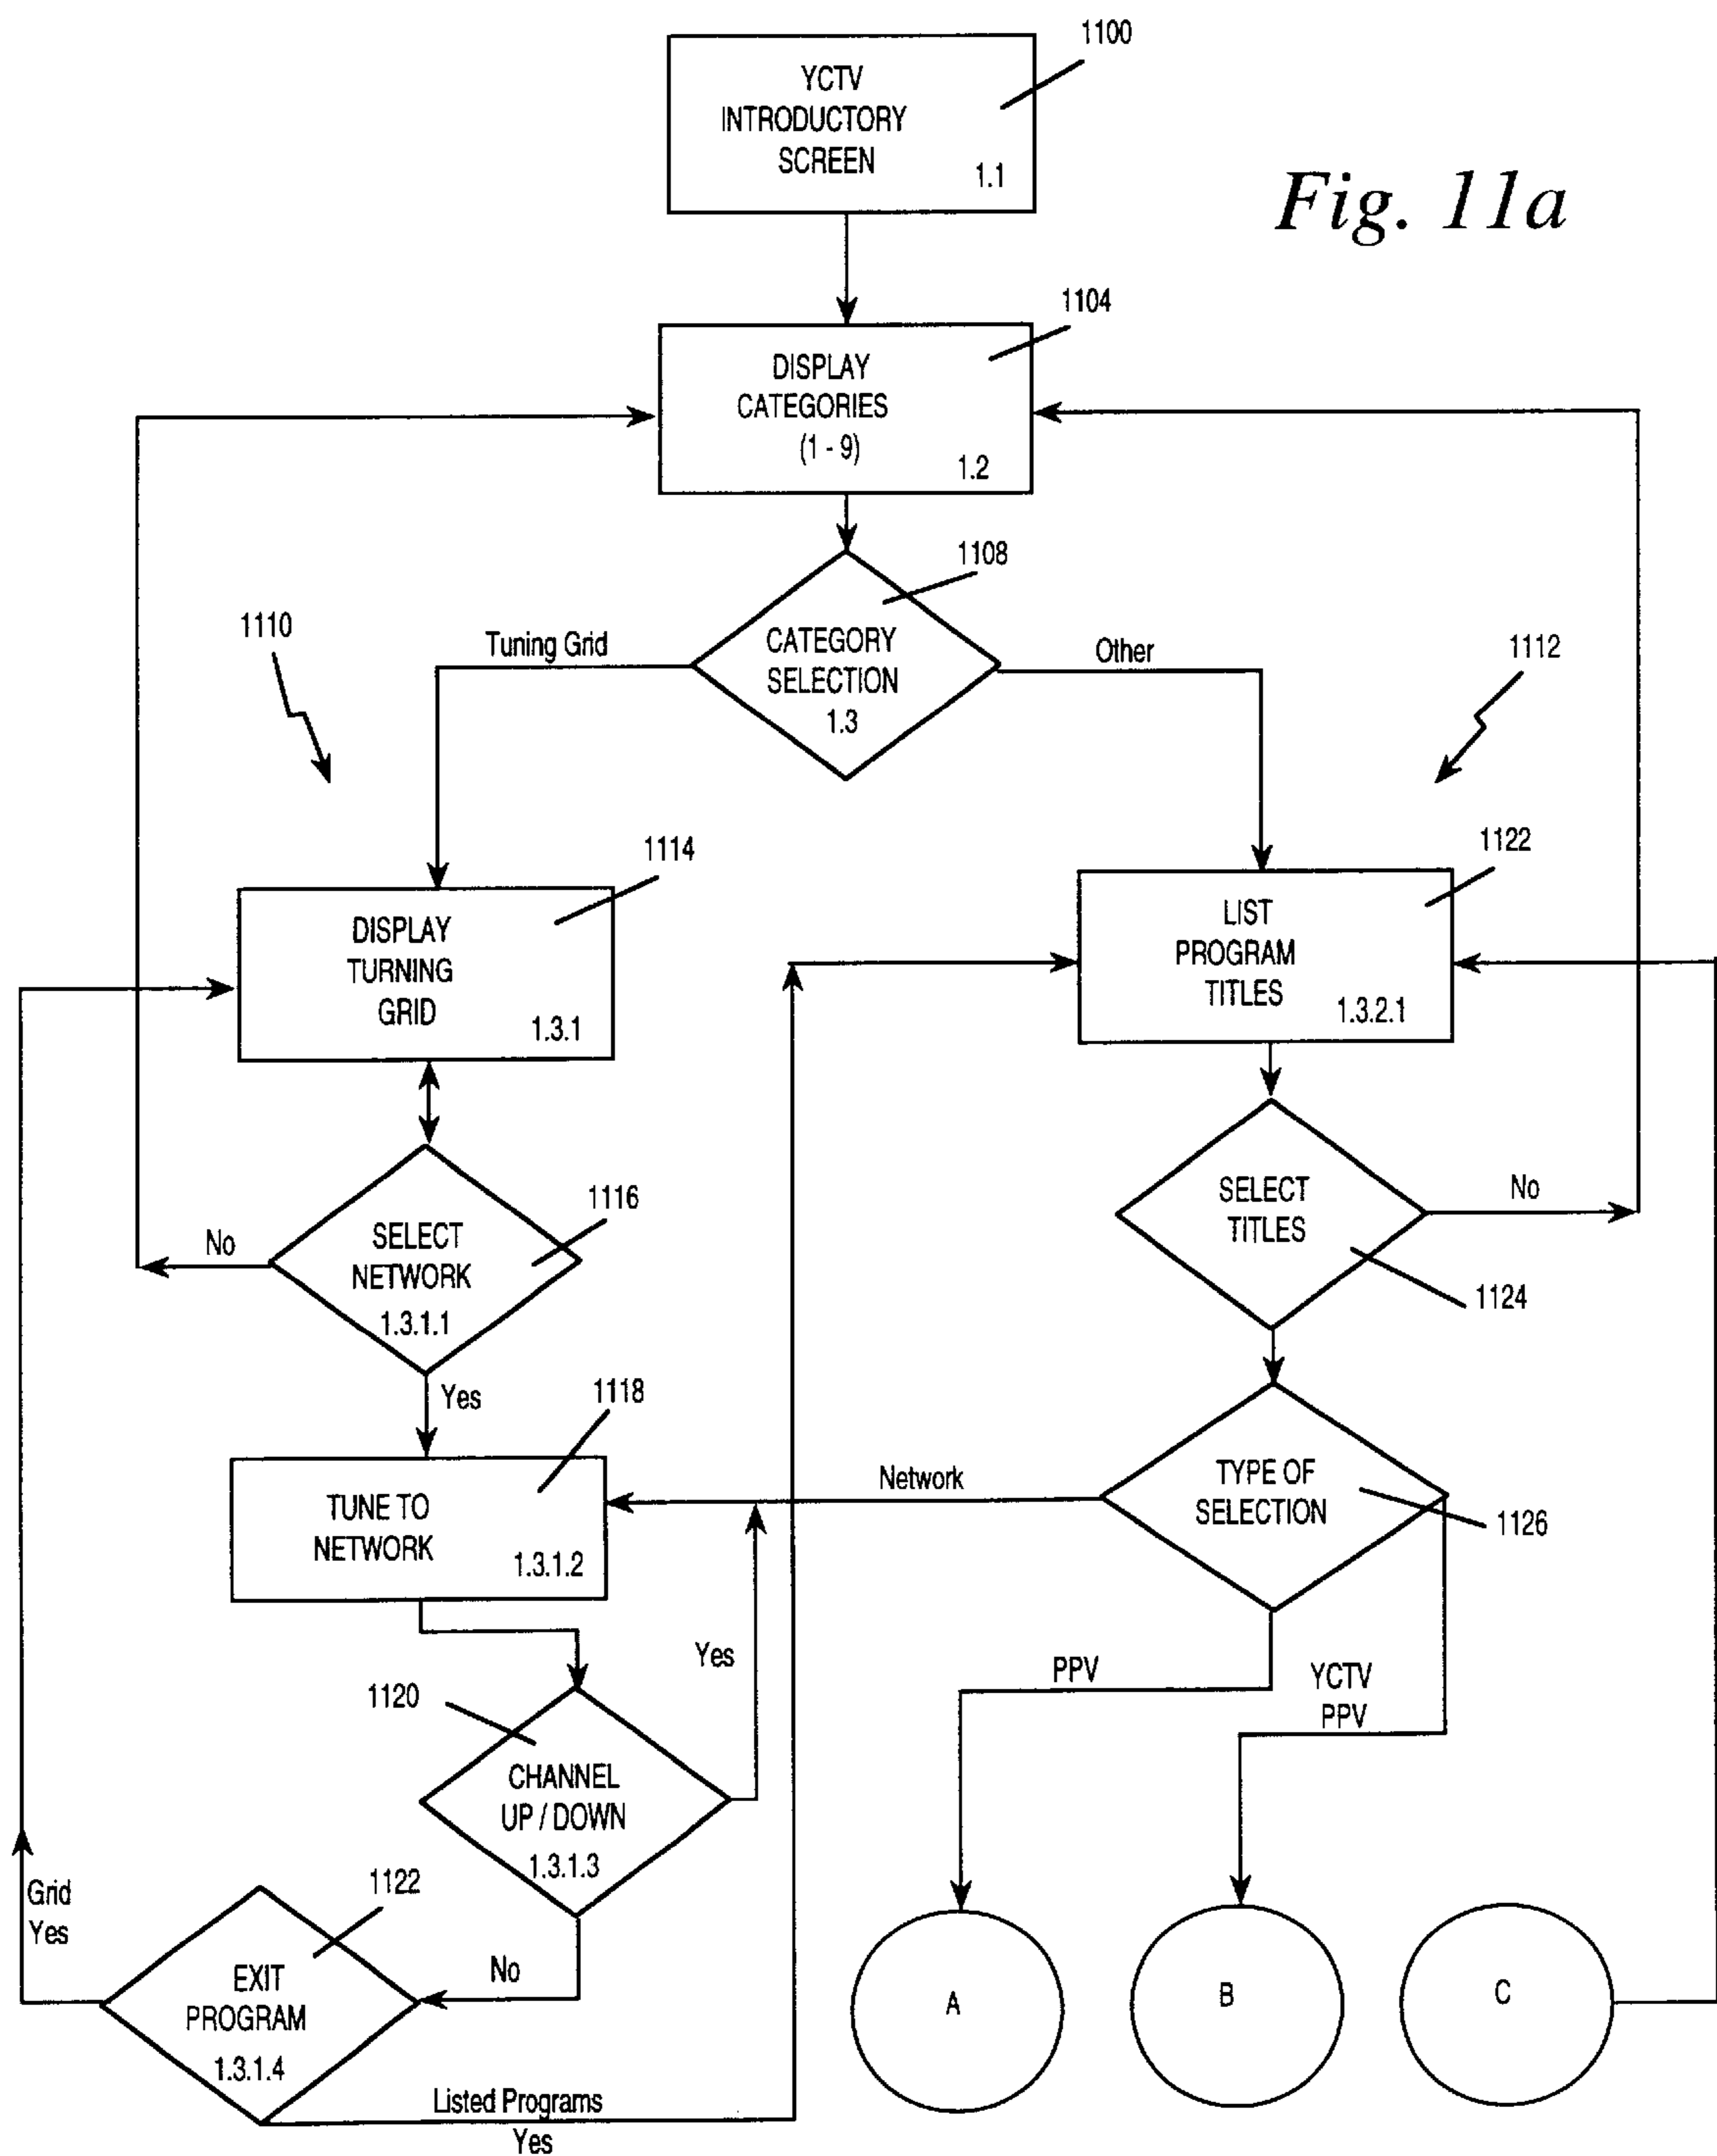 1100
YCTV
INTRODUCTORY
SCREEN
1.1
Fig. 11a
1104
DISPLAY
CATEGORIES
(1 - 9)
1.2
1108
CATEGORY
SELECTION
1.3
Tuning Grid
Other
1110
1112
1114
DISPLAY
TURNING
GRID
1.3.1
1122
LIST
PROGRAM
TITLES
1.3.2.1
1116
SELECT
NETWORK
1.3.1.1
No
Yes
SELECT
TITLES
No
1124
1118
TUNE TO
NETWORK
1.3.1.2
Network
TYPE OF
SELECTION
1126
Yes
PPV
YCTV
PPV
1120
CHANNEL
UP / DOWN
1.3.1.3
No
1122
EXIT
PROGRAM
1.3.1.4
Grid
Yes
Listed Programs
Yes
A
B
C